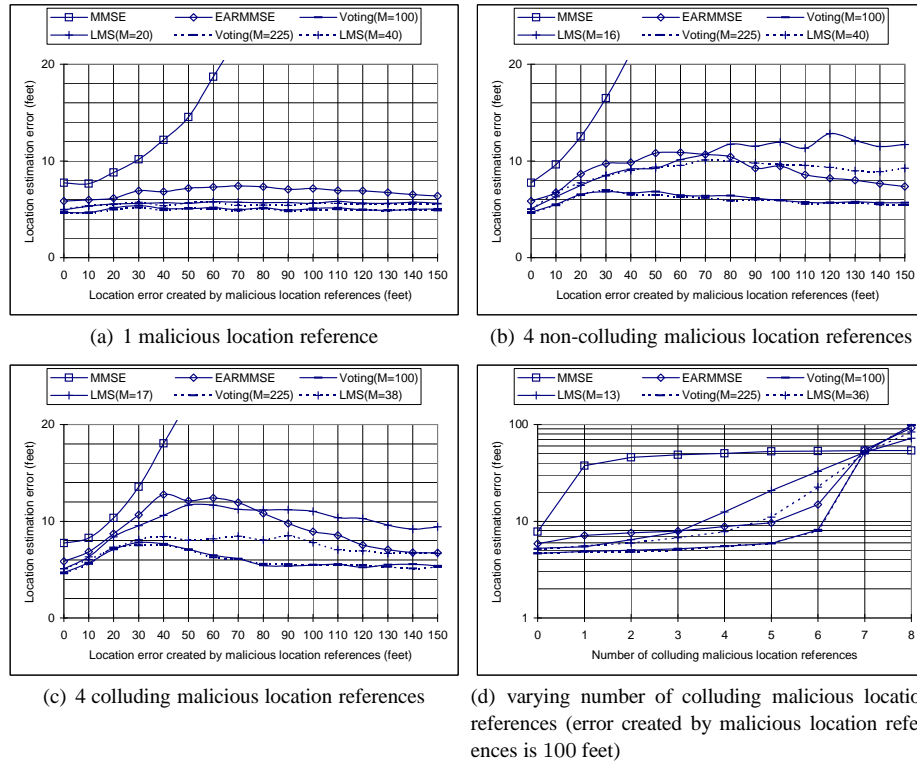 MMSE EARMMSE Voting(M=100)
LMS(M=20) Voting(M=225) LMS(M=40)
20
15
10
5
0
Location estimation error (feet)
0 10 20 30 40 50 60 70 80 90 100 110 120 130 140 150
Location error created by malicious location references (feet)
(a) 1 malicious location reference
MMSE EARMMSE Voting(M=100)
LMS(M=16) Voting(M=225) LMS(M=40)
20
15
10
5
0
Location estimation error (feet)
0 10 20 30 40 50 60 70 80 90 100 110 120 130 140 150
Location error created by malicious location references (feet)
(b) 4 non-colluding malicious location references
MMSE EARMMSE Voting(M=100)
LMS(M=17) Voting(M=225) LMS(M=38)
20
15
10
5
0
Location estimation error (feet)
0 10 20 30 40 50 60 70 80 90 100 110 120 130 140 150
Location error created by malicious location references (feet)
(c) 4 colluding malicious location references
MMSE EARMMSE Voting(M=100)
LMS(M=13) Voting(M=225) LMS(M=36)
100
10
1
Location estimation error (feet)
0 1 2 3 4 5 6 7 8
Number of colluding malicious location references
(d) varying number of colluding malicious locatio
references (error created by malicious location refe
ences is 100 feet)